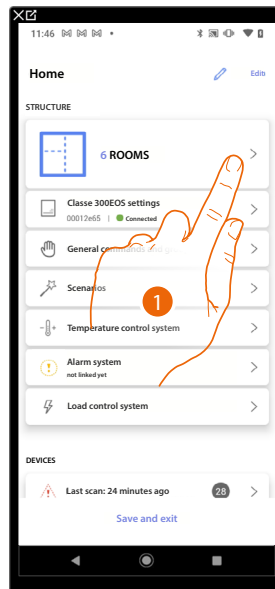 11:46
Home
Edit
STRUCTURE
6 ROOMS
Classe 300EOS settings
00012e65 | Connected
General comm
Scenarios
1
Temperature control system
Alarm system
not linked yet
Load control system
DEVICES
Last scan: 24 minutes ago 28
Save and exit